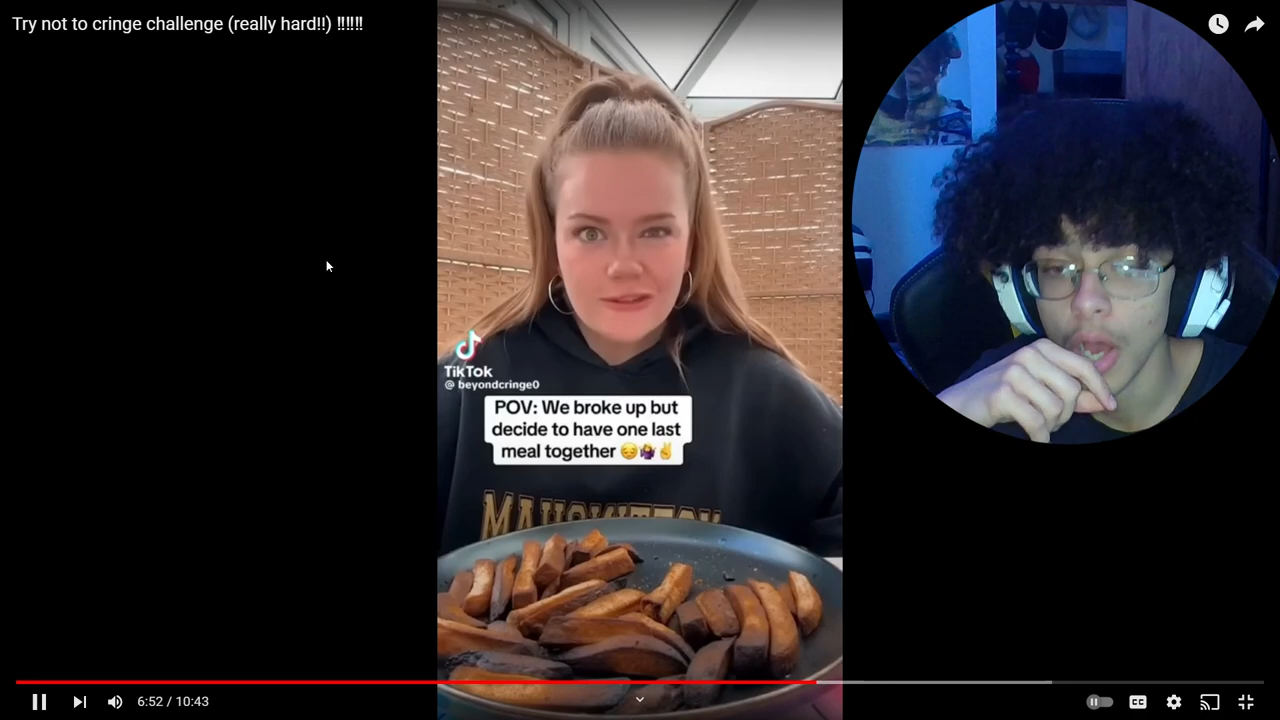 Try not to cringe challenge (really hard!!) !!!!!!
TikTok
@ beyondcringe0
POV: We broke up but
decide to have one last
meal together 😔🤷‍♀️✌️
6:52 / 10:43
CC